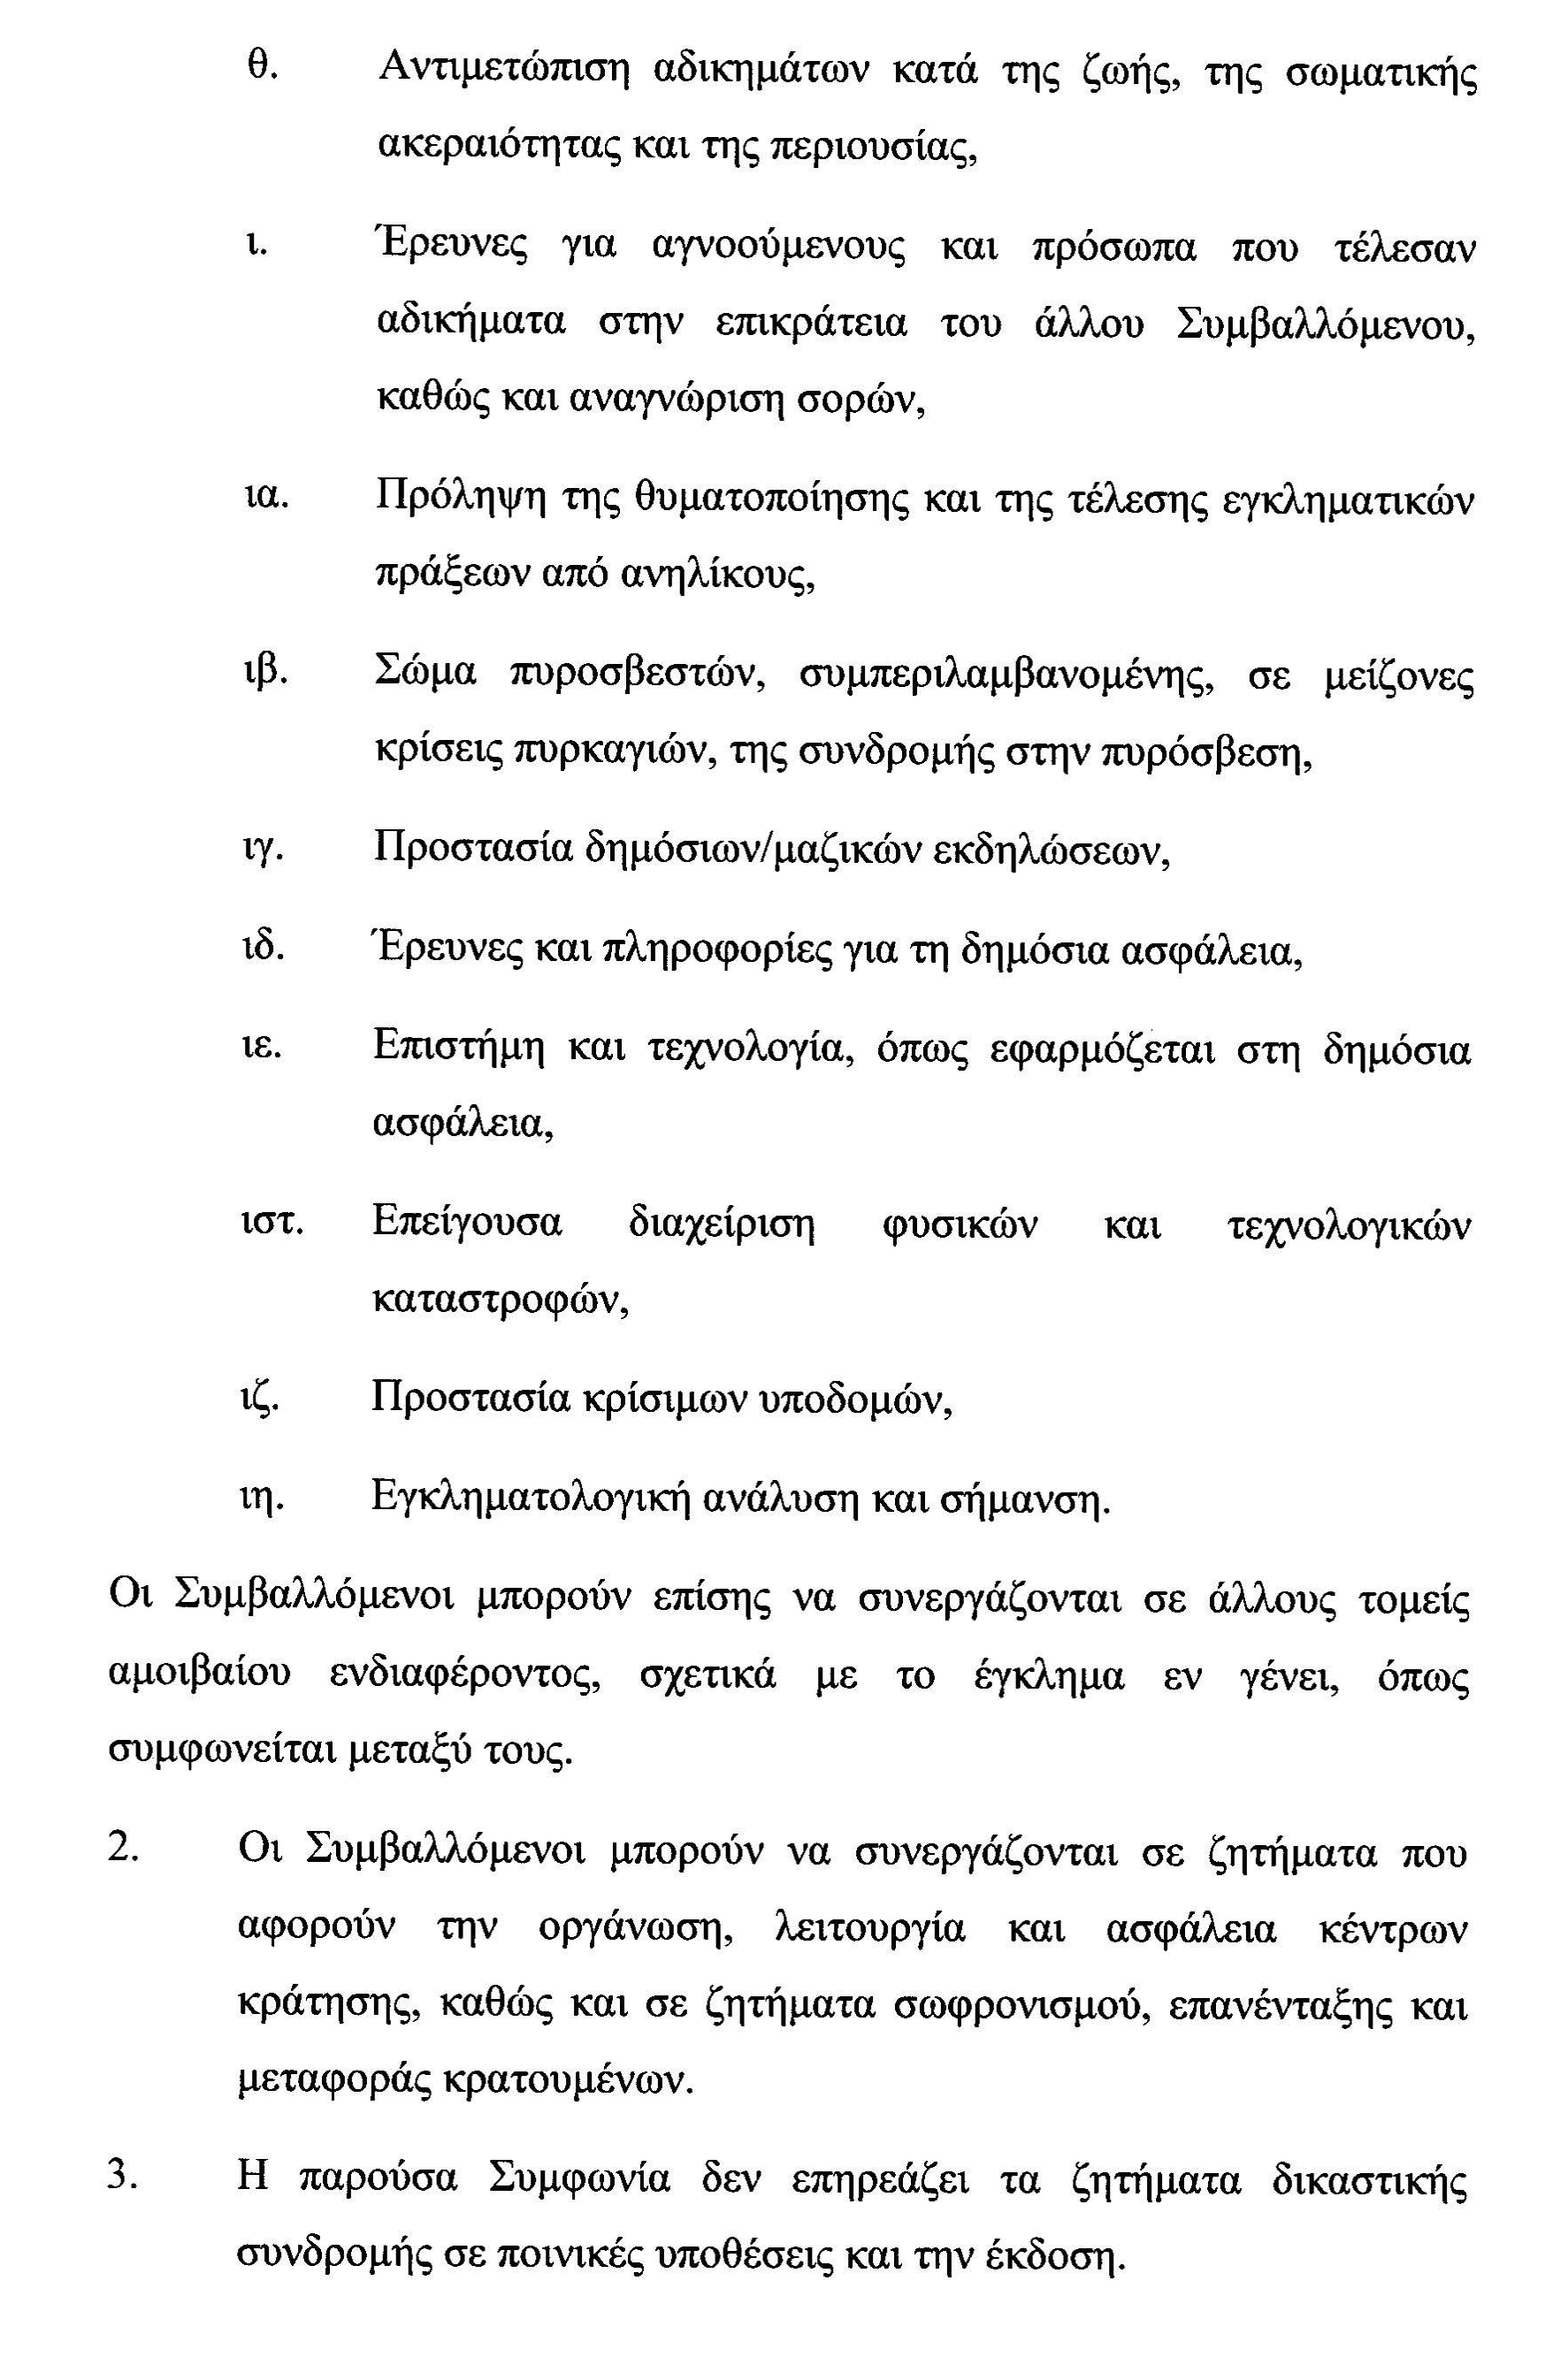 θ. Αντιμετώπιση αδικημάτων κατά της ζωής, της σωματικής
ακεραιότητας και της περιουσίας,
ι. Έρευνες για αγνοούμενους και πρόσωπα που τέλεσαν
αδικήματα στην επικράτεια του άλλου Συμβαλλόμενου,
καθώς και αναγνώριση σορών,
ια. Πρόληψη της θυματοποίησης και της τέλεσης εγκληματικών
πράξεων από ανηλίκους,
ιβ. Σώμα πυροσβεστών, συμπεριλαμβανομένης, σε μείζονες
κρίσεις πυρκαγιών, της συνδρομής στην πυρόσβεση,
ιγ. Προστασία δημόσιων/μαζικών εκδηλώσεων,
ιδ. Έρευνες και πληροφορίες για τη δημόσια ασφάλεια,
ιε. Επιστήμη και τεχνολογία, όπως εφαρμόζεται στη δημόσια
ασφάλεια,
ιστ. Επείγουσα διαχείριση φυσικών και τεχνολογικών
καταστροφών,
ιζ. Προστασία κρίσιμων υποδομών,
ιη. Εγκληματολογική ανάλυση και σήμανση.
Οι Συμβαλλόμενοι μπορούν επίσης να συνεργάζονται σε άλλους τομείς
αμοιβαίου ενδιαφέροντος, σχετικά με το έγκλημα εν γένει, όπως
συμφωνείται μεταξύ τους.
2. Οι Συμβαλλόμενοι μπορούν να συνεργάζονται σε ζητήματα που
αφορούν την οργάνωση, λειτουργία και ασφάλεια κέντρων
κράτησης, καθώς και σε ζητήματα σωφρονισμού, επανένταξης και
μεταφοράς κρατουμένων.
3. Η παρούσα Συμφωνία δεν επηρεάζει τα ζητήματα δικαστικής
συνδρομής σε ποινικές υποθέσεις και την έκδοση.